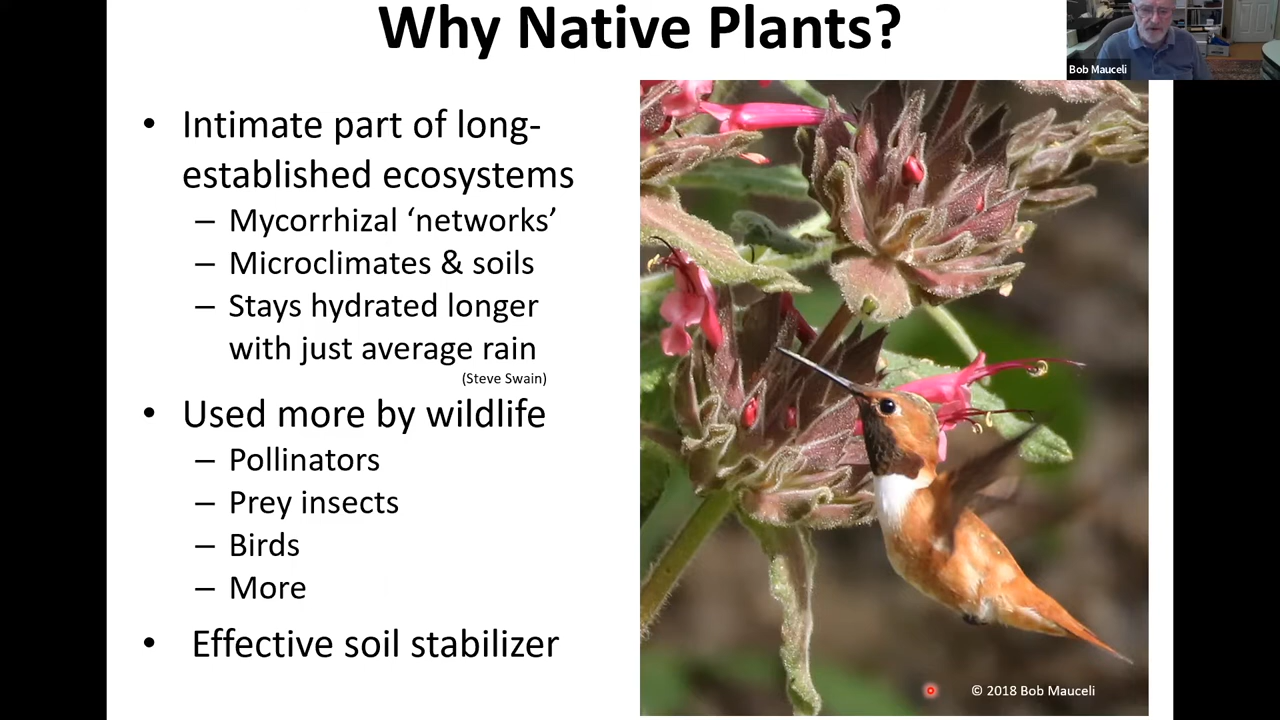 Why Native Plants?
Bob Mauceli
• Intimate part of long-
established ecosystems
– Mycorrhizal ‘networks’
– Microclimates & soils
– Stays hydrated longer
with just average rain
(Steve Swain)
• Used more by wildlife
– Pollinators
– Prey insects
– Birds
– More
• Effective soil stabilizer
© 2018 Bob Mauceli